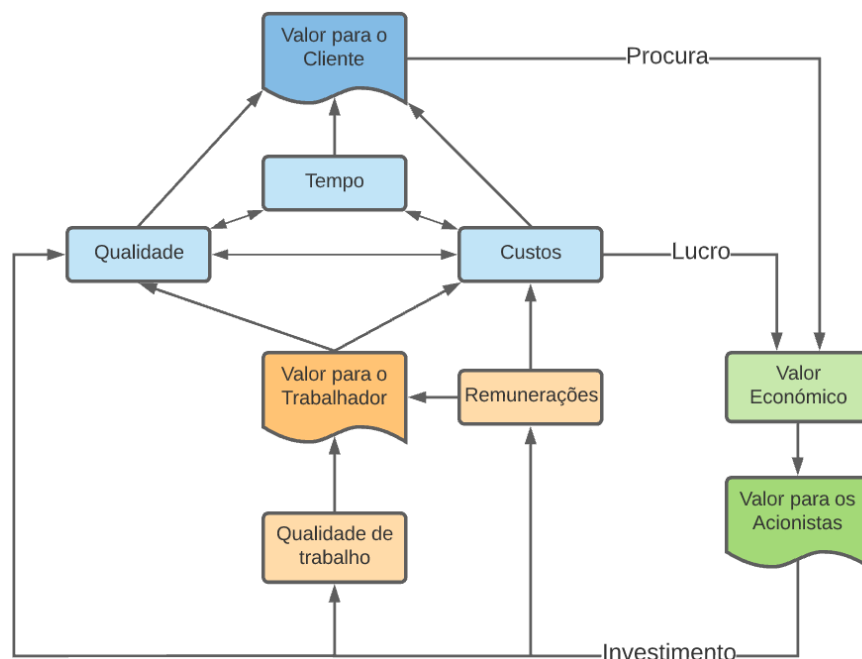 Valor para o
Cliente
Procura
Tempo
Qualidade
Custos
Lucro
Valor para o
Trabalhador
Remunerações
Valor
Económico
Qualidade de
trabalho
Valor para os
Acionistas
Investimento